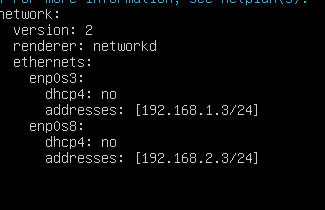 For more information, see netplan(5).
network:
  version: 2
  renderer: networkd
  ethernets:
    enp0s3:
      dhcp4: no
      addresses: [192.168.1.3/24]
    enp0s8:
      dhcp4: no
      addresses: [192.168.2.3/24]